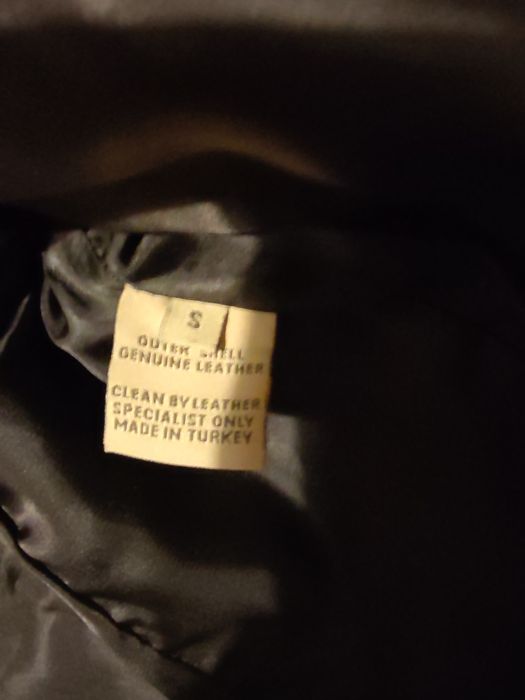 S
OUTER SHELL
GENUINE LEATHER
CLEAN BY LEATHER
SPECIALIST ONLY
MADE IN TURKEY